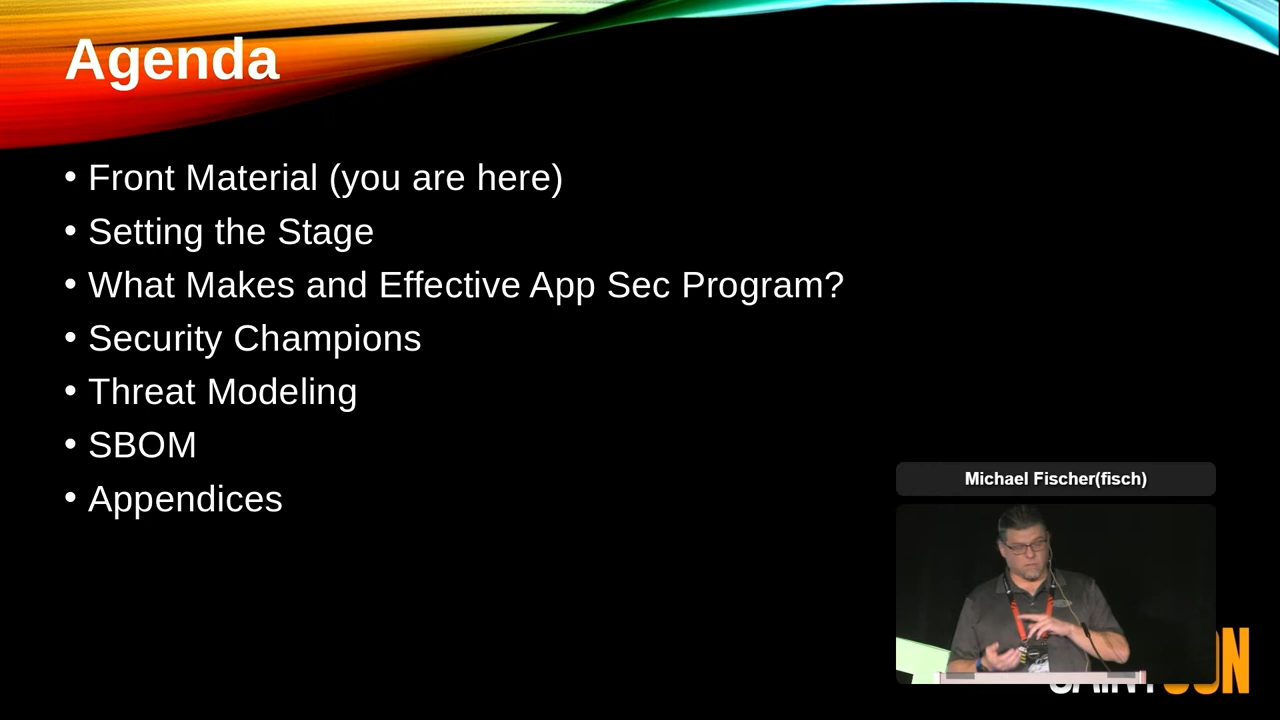 Agenda
• Front Material (you are here)
• Setting the Stage
• What Makes and Effective App Sec Program?
• Security Champions
• Threat Modeling
• SBOM
• Appendices
Michael Fischer(fisch)